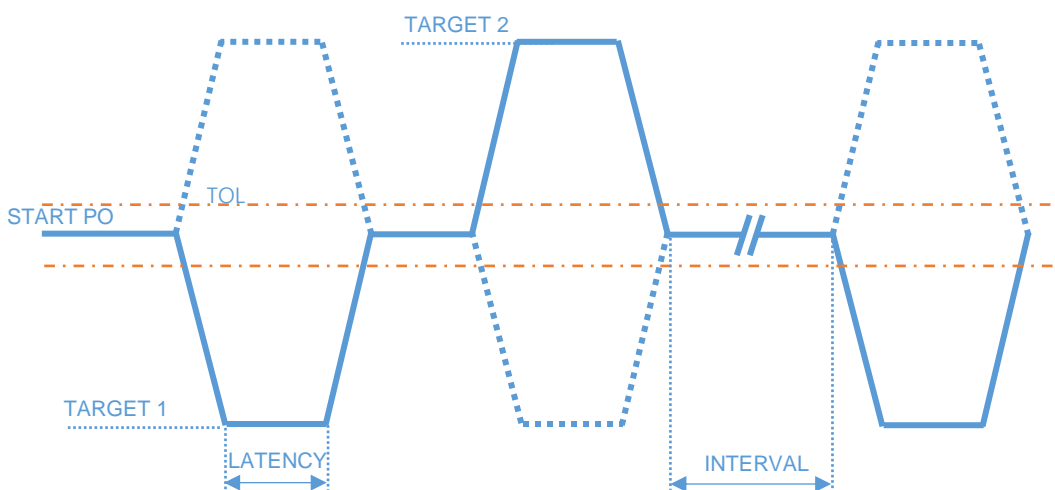 TARGET 2
TOL
START PO
TARGET 1
LATENCY
INTERVAL